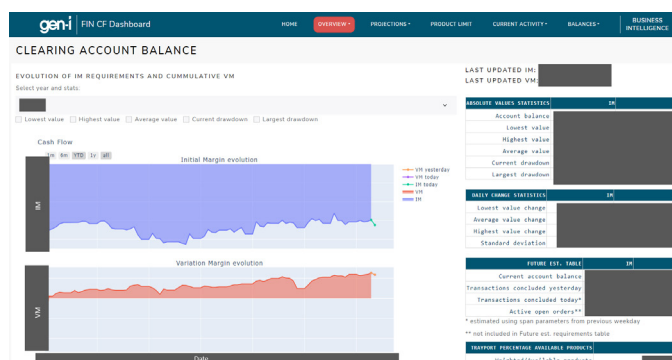 gen-i FIN CF Dashboard
HOME OVERVIEW PROJECTIONS PRODUCT LIMIT CURRENT ACTIVITY BALANCES BUSINESS INTELLIGENCE
CLEARING ACCOUNT BALANCE
EVOLUTION OF IM REQUIREMENTS AND CUMMULATIVE VM
Select year and stats:
Lowest value Highest value Average value Current drawdown Largest drawdown
Cash Flow
1m 6m YTD 1y all
Initial Margin evolution
IM
VM yesterday
VM today
IM today
VM
IM
Variation Margin evolution
VM
Date
LAST UPDATED IM:
LAST UPDATED VM:
ABSOLUTE VALUES STATISTICS IM
Account balance
Lowest value
Highest value
Average value
Current drawdown
Largest drawdown
DAILY CHANGE STATISTICS IM
Lowest value change
Average value change
Highest value change
Standard deviation
FUTURE EST. TABLE IM
Current account balance
Transactions concluded yesterday
Transactions concluded today*
Active open orders**
* estimated using span parameters from previous weekday
** not included in Future est. requirements table
TRAYPORT PERCENTAGE AVAILABLE PRODUCTS